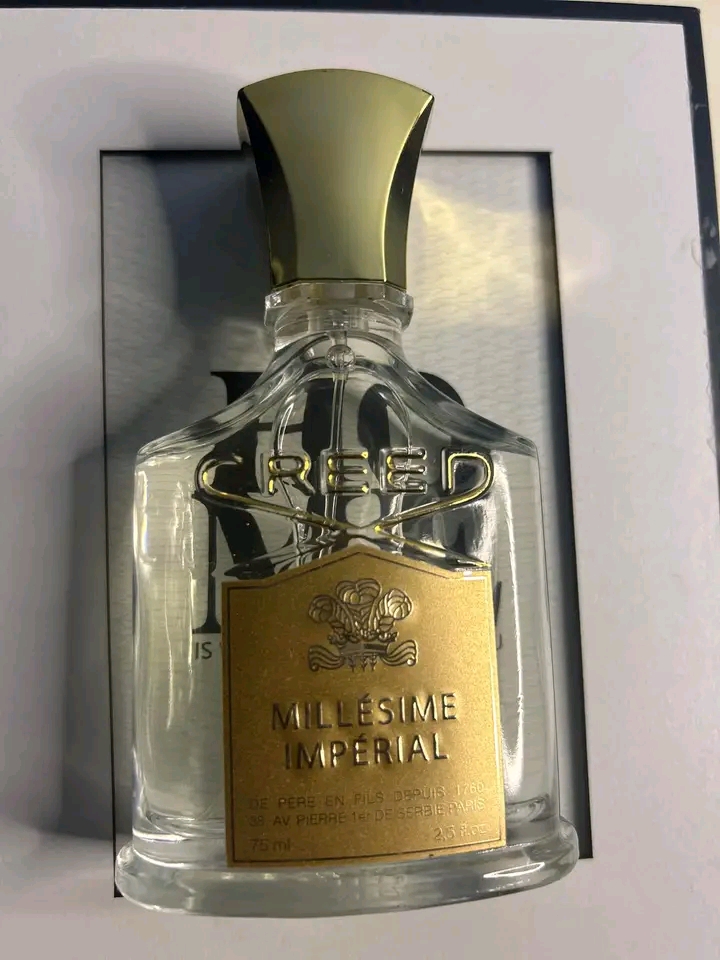 CREED
MILLÉSIME
IMPÉRIAL
DE PÈRE EN FILS DEPUIS 1760
38 AV PIERRE 1er DE SERBIE, PARIS
75 ml 2,5 fl.oz
IS